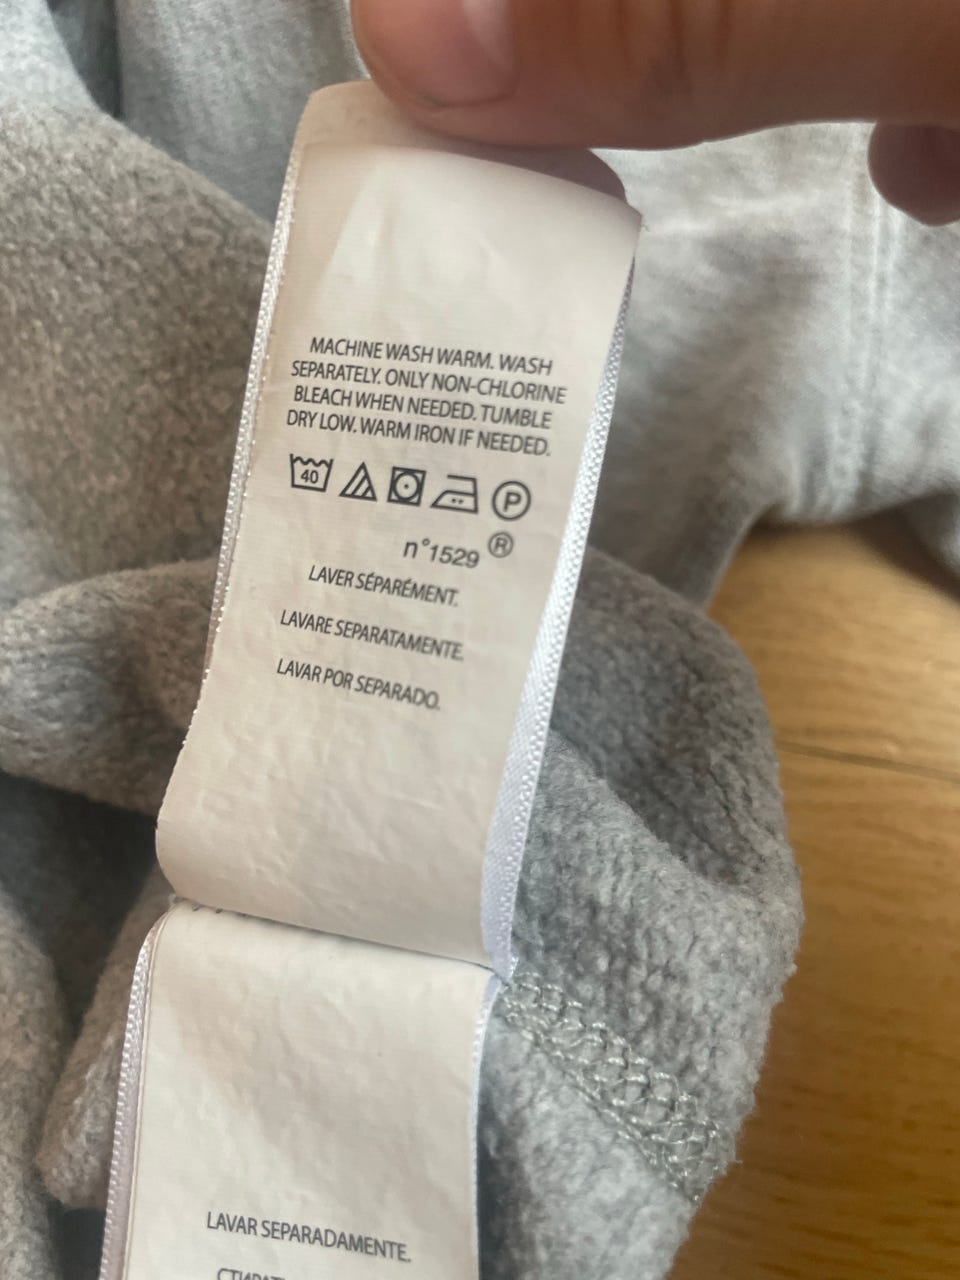 MACHINE WASH WARM. WASH
SEPARATELY. ONLY NON-CHLORINE
BLEACH WHEN NEEDED. TUMBLE
DRY LOW. WARM IRON IF NEEDED.
40 P
n°1529 ®
LAVER SÉPARÉMENT.
LAVARE SEPARATAMENTE.
LAVAR POR SEPARADO.
LAVAR SEPARADAMENTE.